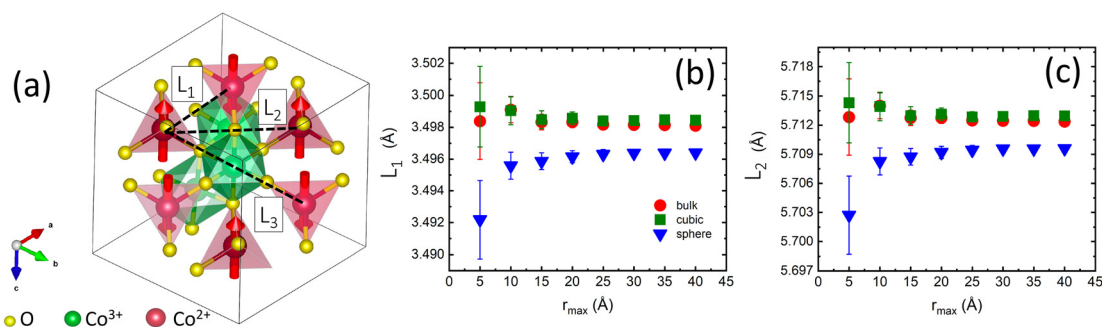 (a)
L1
L2
L3
a
b
c
O
Co3+
Co2+
(b)
3.502
3.500
3.498
3.496
3.494
3.492
3.490
L1 (Å)
0 5 10 15 20 25 30 35 40 45
rmax (Å)
bulk
cubic
sphere
(c)
5.718
5.715
5.712
5.709
5.706
5.703
5.700
5.697
L2 (Å)
0 5 10 15 20 25 30 35 40 45
rmax (Å)